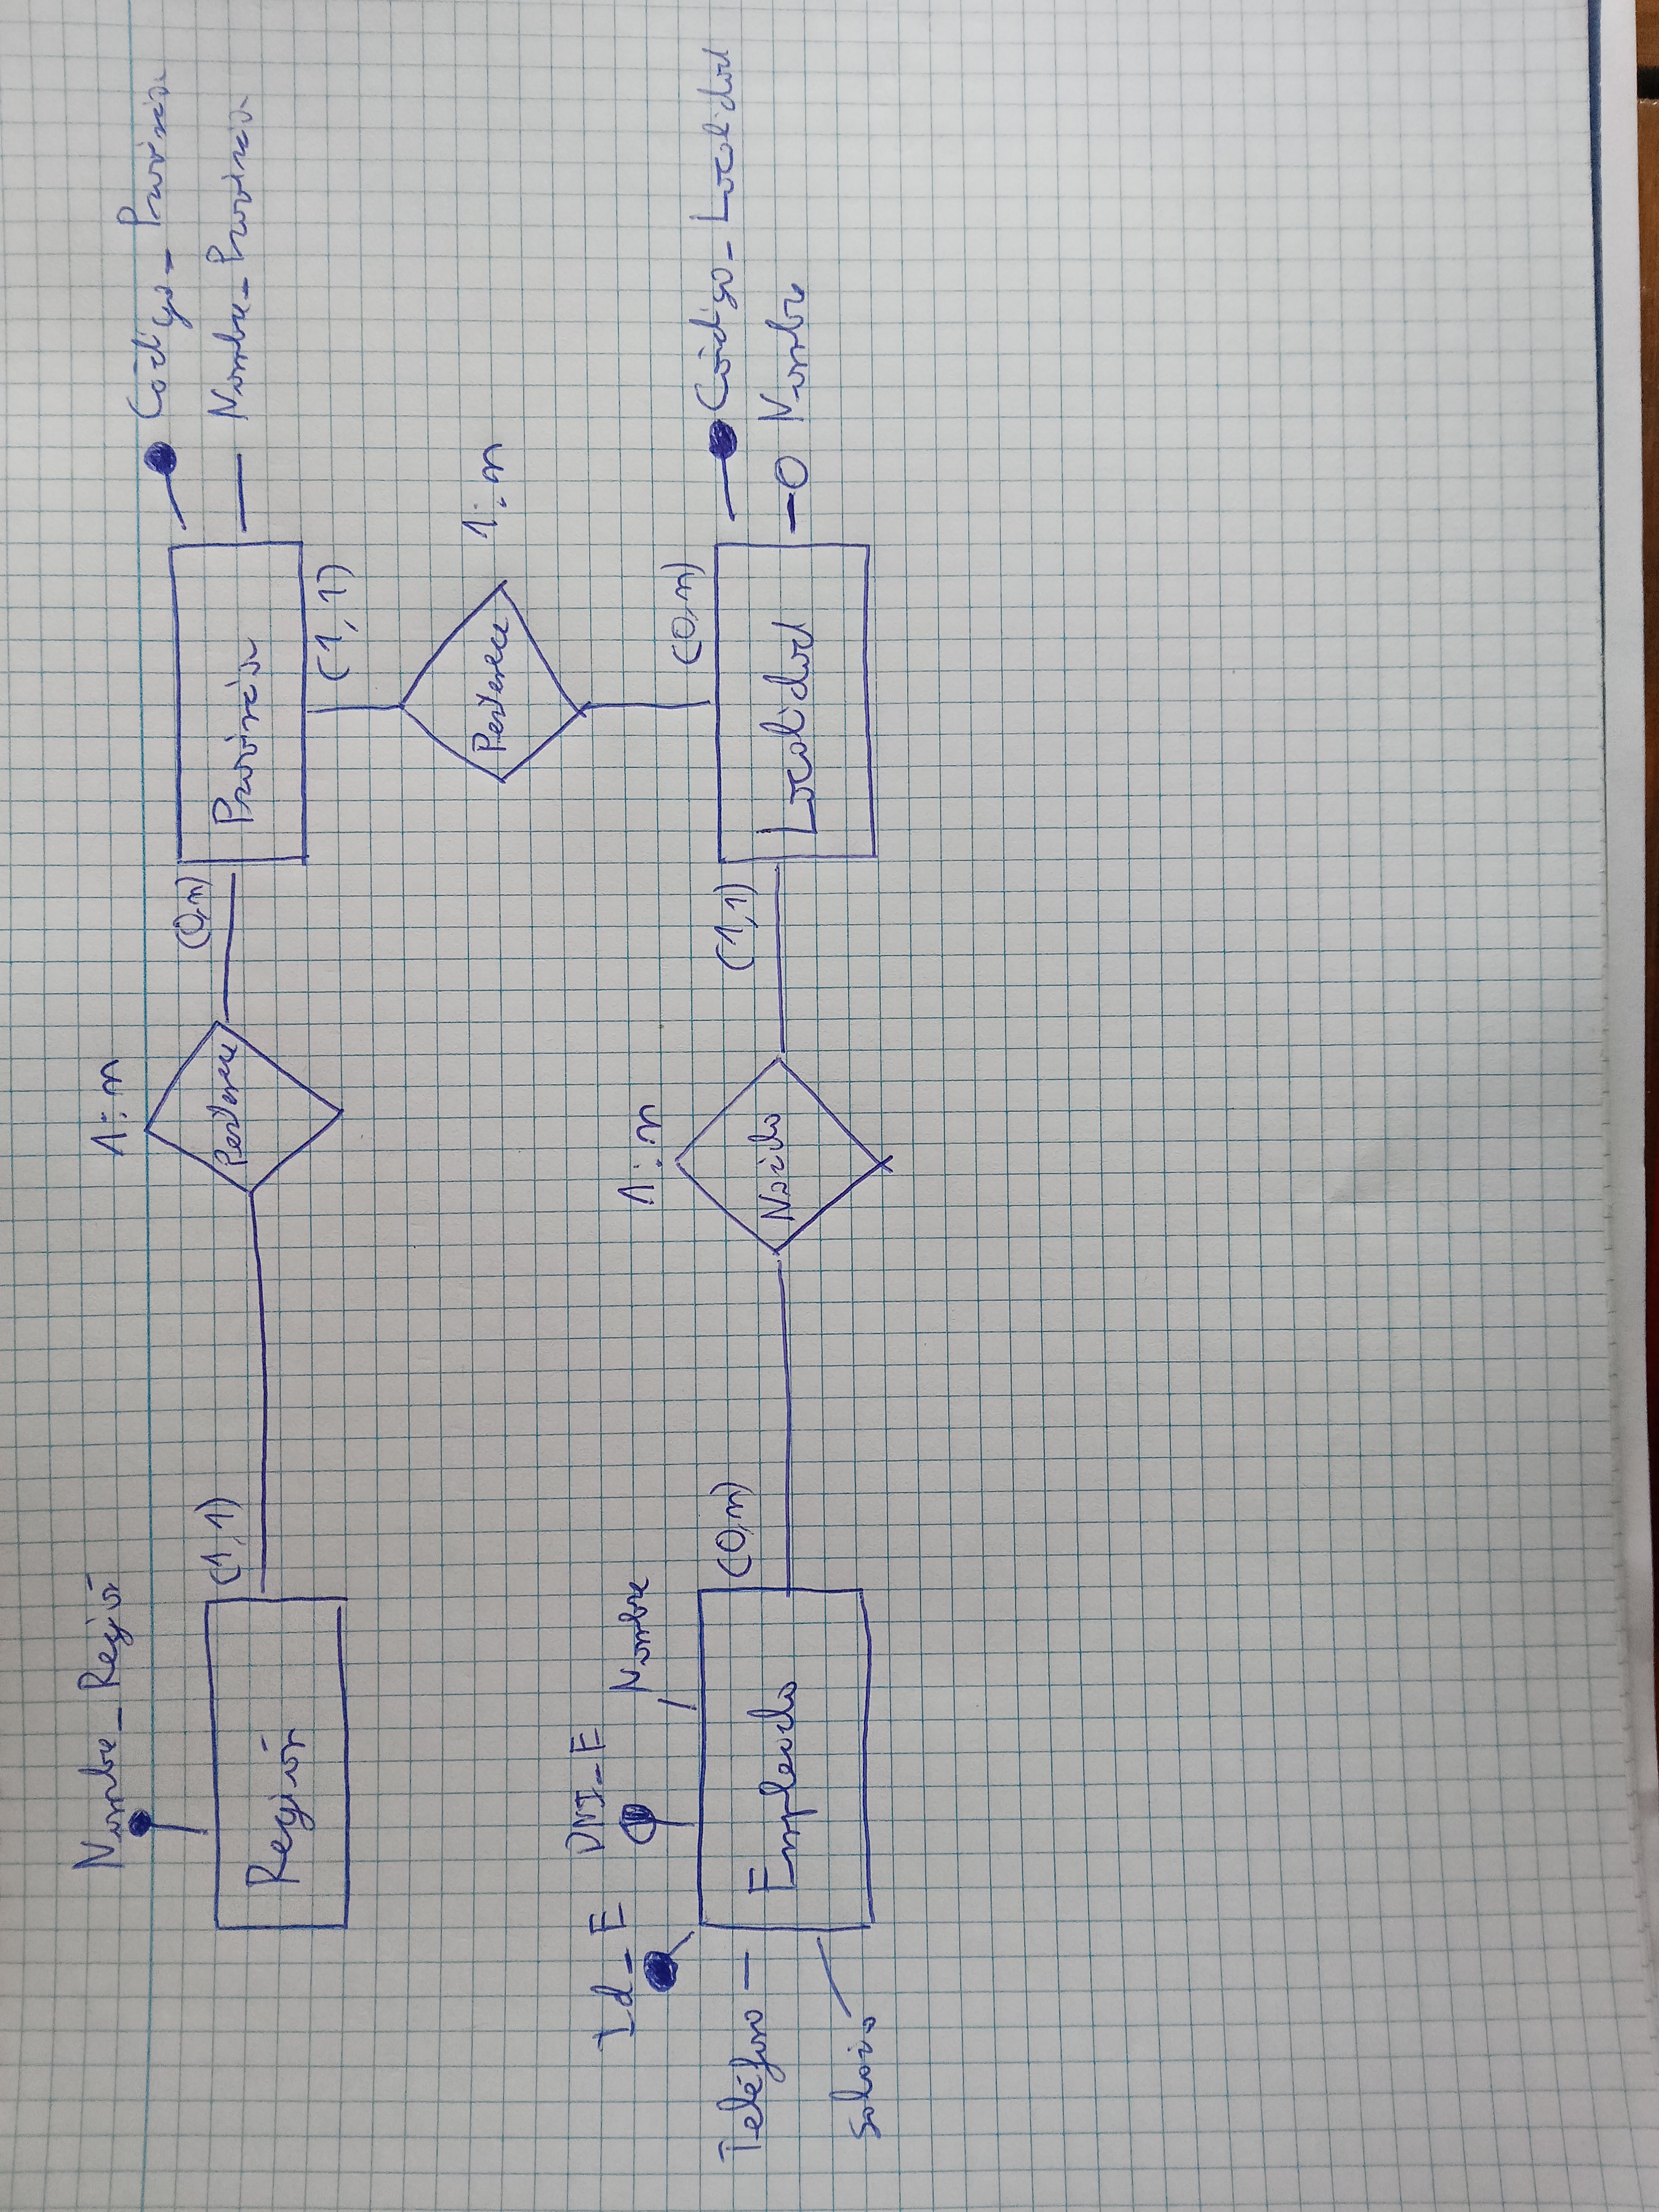 Nombre_Región
1:n
Código_Provincia
(1,1)
Pertenece
(0,n)
Provincia
Nombre_Provincia
Región
(1,1)
Pertenece
1:n
Id_E
DNI_E
Nombre
1:n
(0,n)
Teléfono
Empleado
(0,n)
Nacido
(1,1)
Localidad
Código_Localidad
Nombre
Salario